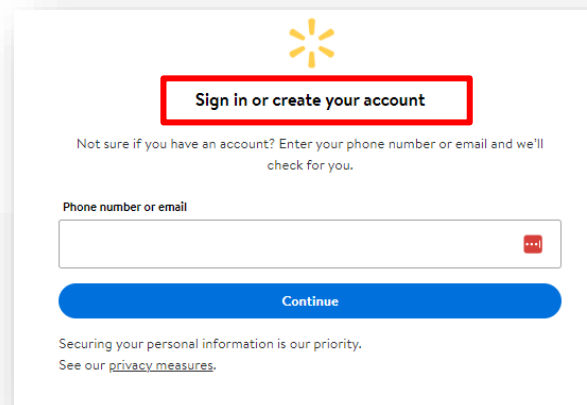 Sign in or create your account
Not sure if you have an account? Enter your phone number or email and we'll
check for you.
Phone number or email
Continue
Securing your personal information is our priority.
See our privacy measures.